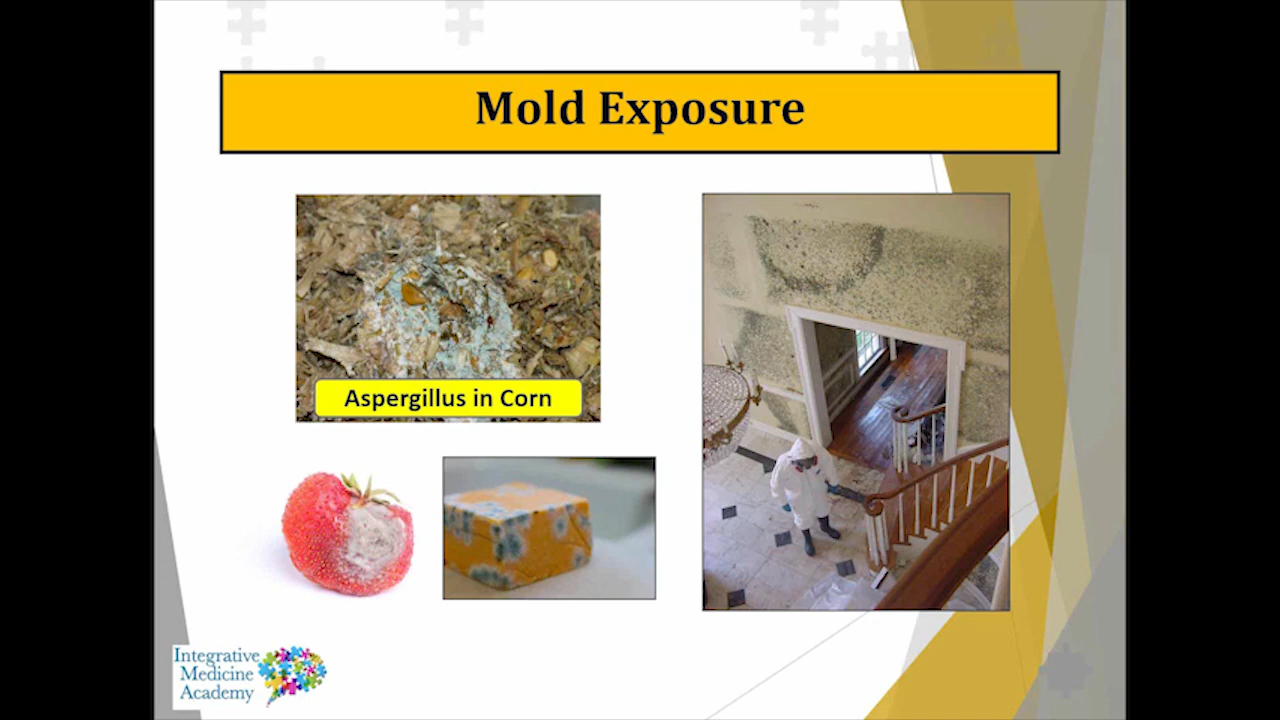 Mold Exposure
Aspergillus in Corn
Integrative
Medicine
Academy